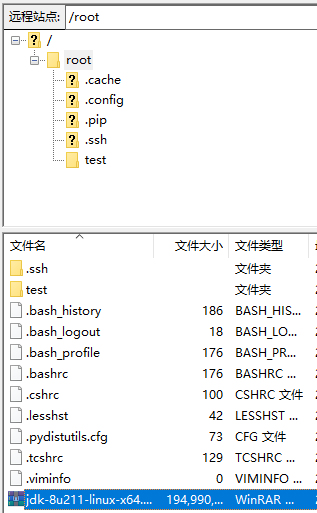 远程站点: /root
/
root
.cache
.config
.pip
.ssh
test
文件名 文件大小 文件类型
.ssh 文件夹
test 文件夹
.bash_history 186 BASH_HIS...
.bash_logout 18 BASH_LO...
.bash_profile 176 BASH_PR...
.bashrc 176 BASHRC ...
.cshrc 100 CSHRC 文件
.lesshst 42 LESSHST ...
.pydistutils.cfg 73 CFG 文件
.tcshrc 129 TCSHRC ...
.viminfo 0 VIMINFO ...
jdk-8u211-linux-x64.... 194,990,... WinRAR ...